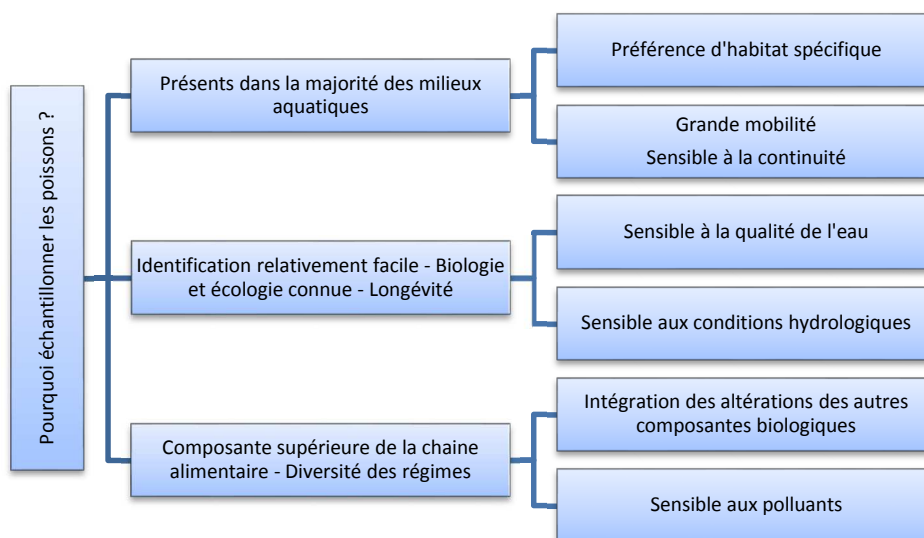 Pourquoi échantillonner les poissons ?
Présents dans la majorité des milieux
aquatiques
Préférence d'habitat spécifique
Grande mobilité
Sensible à la continuité
Identification relativement facile - Biologie
et écologie connue - Longévité
Sensible à la qualité de l'eau
Sensible aux conditions hydrologiques
Composante supérieure de la chaine
alimentaire - Diversité des régimes
Intégration des altérations des autres
composantes biologiques
Sensible aux polluants